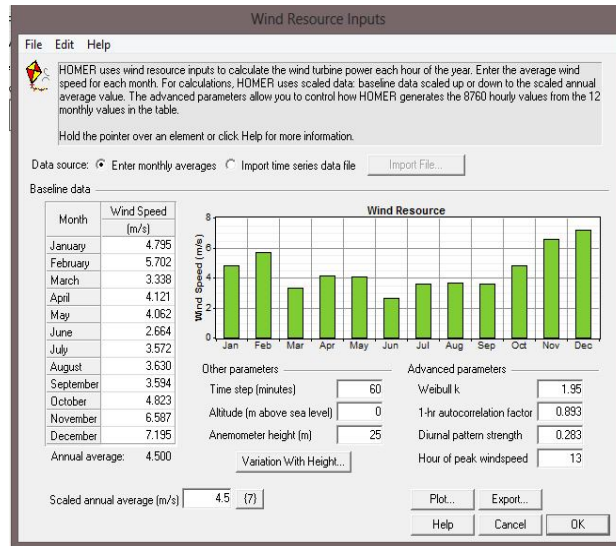 Wind Resource Inputs
File Edit Help
HOMER uses wind resource inputs to calculate the wind turbine power each hour of the year. Enter the average wind
speed for each month. For calculations, HOMER uses scaled data: baseline data scaled up or down to the scaled annual
average value. The advanced parameters allow you to control how HOMER generates the 8760 hourly values from the 12
monthly values in the table.
Hold the pointer over an element or click Help for more information.
Data source: Enter monthly averages Import time series data file Import File...
Baseline data
Month Wind Speed
(m/s)
January 4.795
February 5.702
March 3.338
April 4.121
May 4.062
June 2.664
July 3.572
August 3.630
September 3.594
October 4.823
November 6.587
December 7.195
Annual average: 4.500
Wind Resource
Wind Speed (m/s)
8
6
4
2
0
Jan Feb Mar Apr May Jun Jul Aug Sep Oct Nov Dec
Other parameters
Time step (minutes) 60
Altitude (m above sea level) 0
Anemometer height (m) 25
Variation With Height...
Advanced parameters
Weibull k 1.95
1-hr autocorrelation factor 0.893
Diurnal pattern strength 0.283
Hour of peak windspeed 13
Scaled annual average (m/s) 4.5 {7}
Plot... Export...
Help Cancel OK